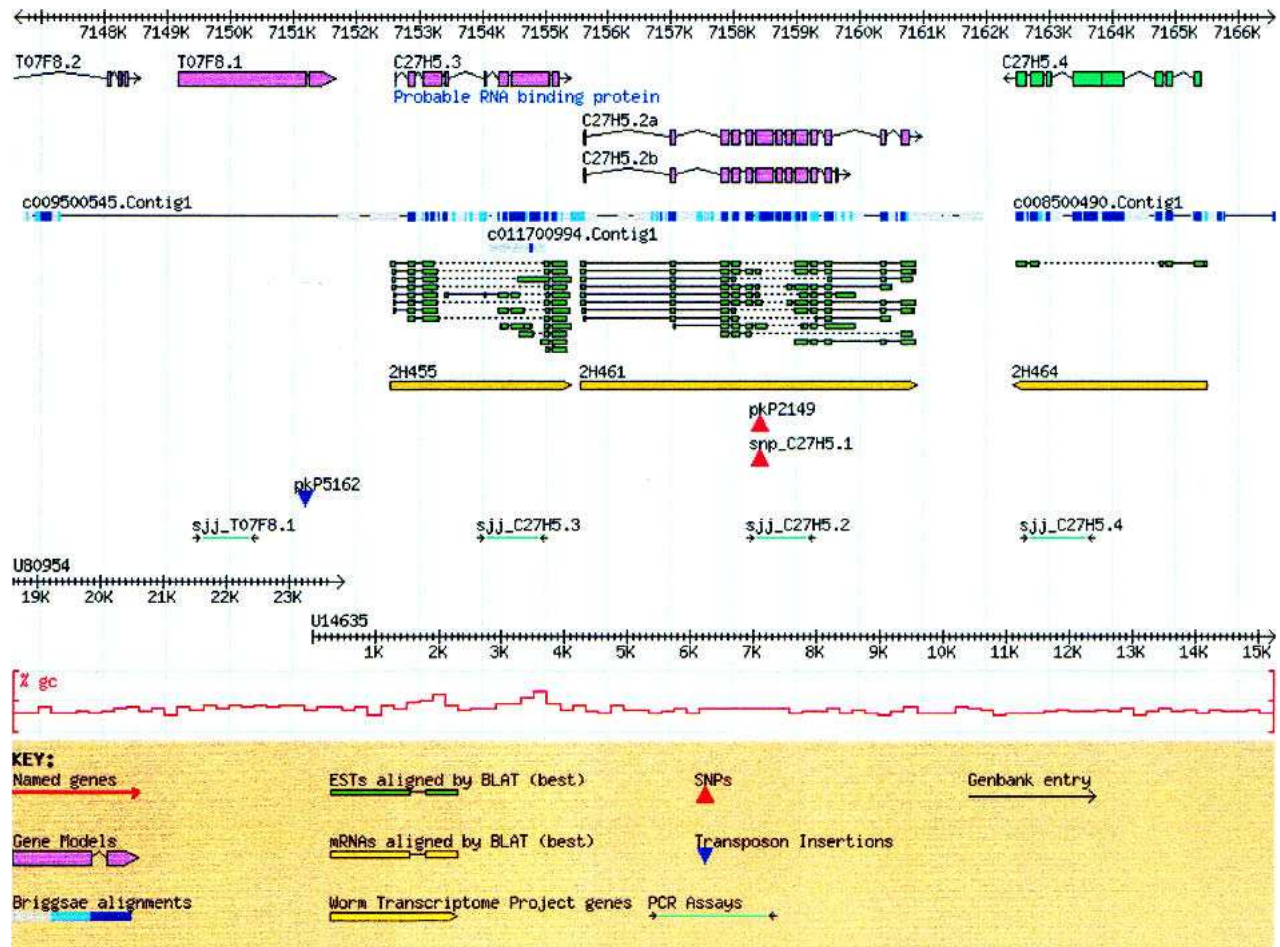 7148K 7149K 7150K 7151K 7152K 7153K 7154K 7155K 7156K 7157K 7158K 7159K 7160K 7161K 7162K 7163K 7164K 7165K 7166K
T07F8.2 T07F8.1 C27H5.3 C27H5.4
Probable RNA binding protein
C27H5.2a
C27H5.2b
c009500545.Contig1 c008500490.Contig1
c011700994.Contig1
2H455 2H461 2H464
pkP2149
snp_C27H5.1
pkP5162
sjj_T07F8.1 sjj_C27H5.3 sjj_C27H5.2 sjj_C27H5.4
U80954
19K 20K 21K 22K 23K
U14635
1K 2K 3K 4K 5K 6K 7K 8K 9K 10K 11K 12K 13K 14K 15K
% gc
KEY:
Named genes ESTs aligned by BLAT (best) SNPs Genbank entry
Gene Models mRNAs aligned by BLAT (best) Transposon Insertions
Briggsae alignments Worm Transcriptome Project genes PCR Assays